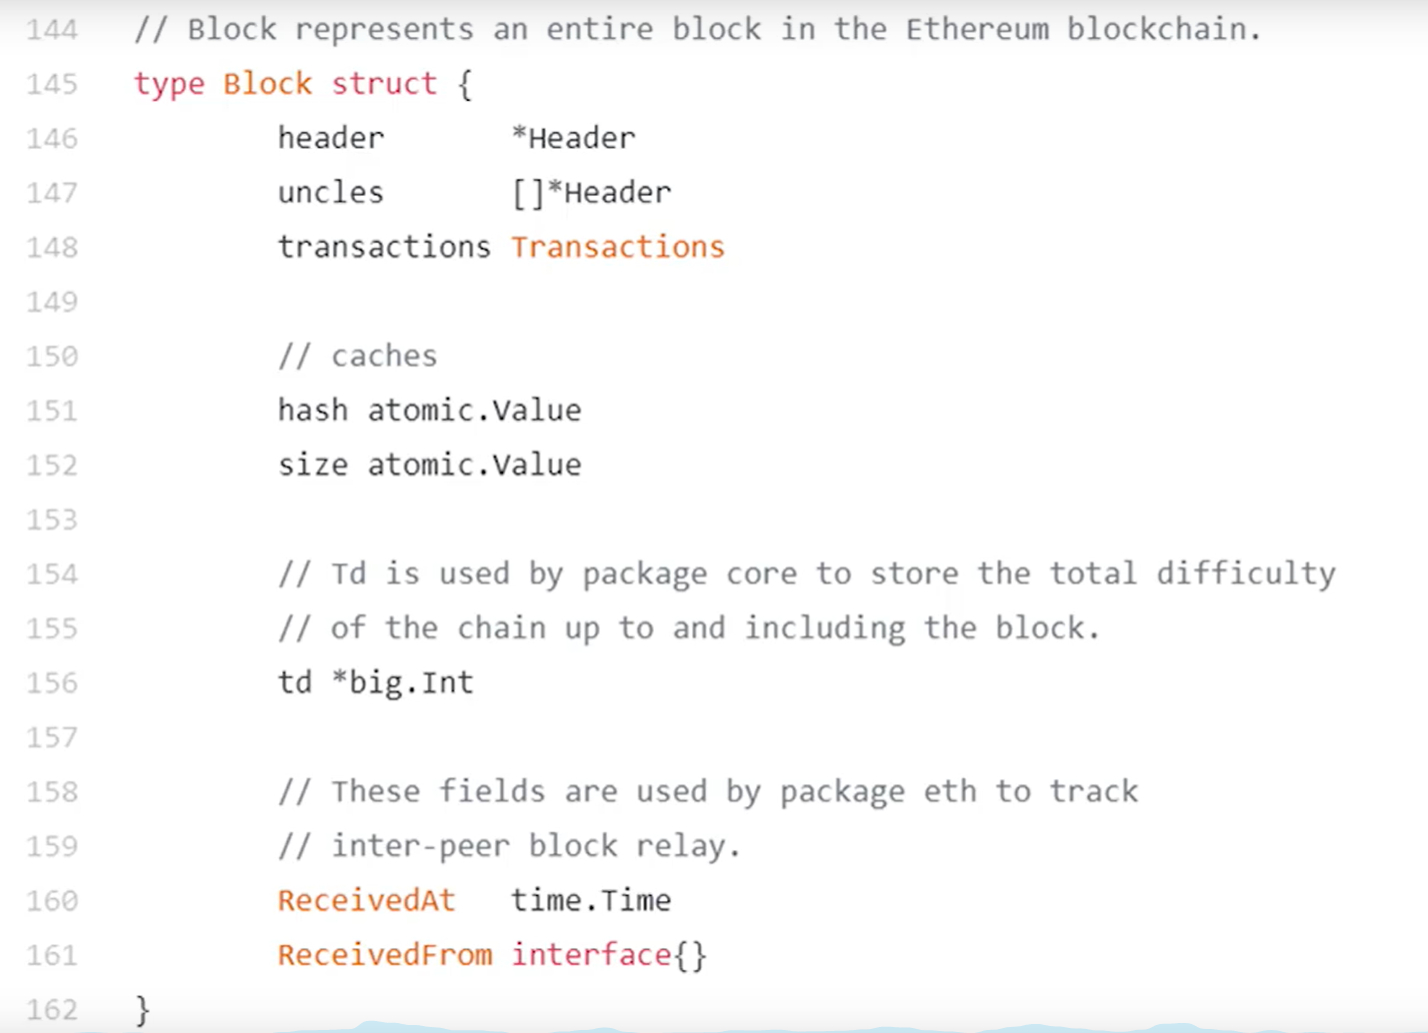 144 // Block represents an entire block in the Ethereum blockchain.
145 type Block struct {
146 header *Header
147 uncles []*Header
148 transactions Transactions
149
150 // caches
151 hash atomic.Value
152 size atomic.Value
153
154 // Td is used by package core to store the total difficulty
155 // of the chain up to and including the block.
156 td *big.Int
157
158 // These fields are used by package eth to track
159 // inter-peer block relay.
160 ReceivedAt time.Time
161 ReceivedFrom interface{}
162 }